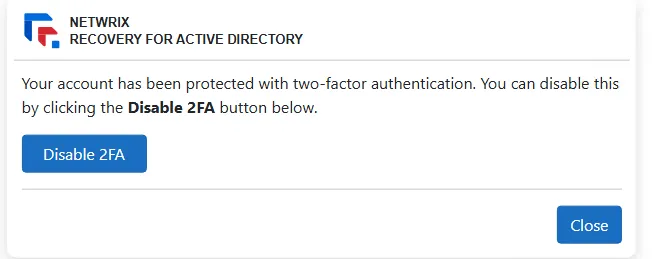 NETWRIX
RECOVERY FOR ACTIVE DIRECTORY
Your account has been protected with two-factor authentication. You can disable this
by clicking the Disable 2FA button below.
Disable 2FA
Close